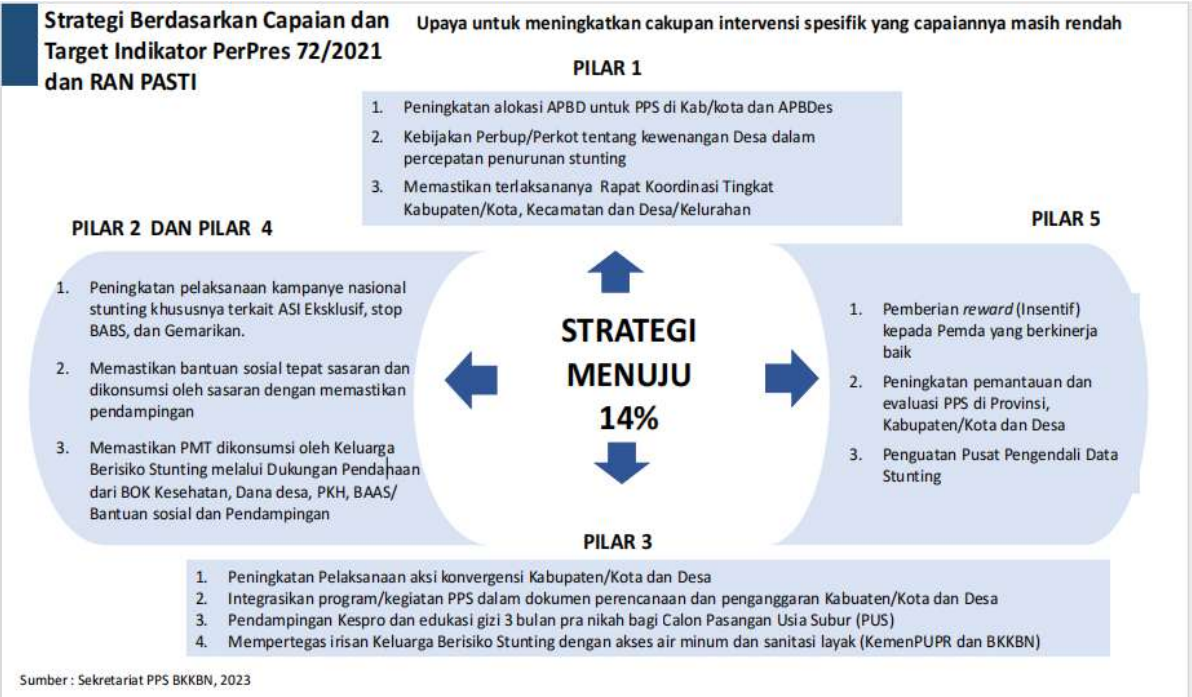 Strategi Berdasarkan Capaian dan
Target Indikator PerPres 72/2021
dan RAN PASTI
Upaya untuk meningkatkan cakupan intervensi spesifik yang capaiannya masih rendah
PILAR 1
1. Peningkatan alokasi APBD untuk PPS di Kab/kota dan APBDes
2. Kebijakan Perbup/Perkot tentang kewenangan Desa dalam
percepatan penurunan stunting
3. Memastikan terlaksananya Rapat Koordinasi Tingkat
Kabupaten/Kota, Kecamatan dan Desa/Kelurahan
PILAR 2 DAN PILAR 4
1. Peningkatan pelaksanaan kampanye nasional
stunting khususnya terkait ASI Eksklusif, stop
BABS, dan Gemarikan.
2. Memastikan bantuan sosial tepat sasaran dan
dikonsumsi oleh sasaran dengan memastikan
pendampingan
3. Memastikan PMT dikonsumsi oleh Keluarga
Berisiko Stunting melalui Dukungan Pendahaan
dari BOK Kesehatan, Dana desa, PKH, BAAS/
Bantuan sosial dan Pendampingan
STRATEGI
MENUJU
14%
PILAR 5
1. Pemberian reward (Insentif)
kepada Pemda yang berkinerja
baik
2. Peningkatan pemantauan dan
evaluasi PPS di Provinsi,
Kabupaten/Kota dan Desa
3. Penguatan Pusat Pengendali Data
Stunting
PILAR 3
1. Peningkatan Pelaksanaan aksi konvergensi Kabupaten/Kota dan Desa
2. Integrasikan program/kegiatan PPS dalam dokumen perencanaan dan penganggaran Kabuaten/Kota dan Desa
3. Pendampingan Kespro dan edukasi gizi 3 bulan pra nikah bagi Calon Pasangan Usia Subur (PUS)
4. Mempertegas irisan Keluarga Berisiko Stunting dengan akses air minum dan sanitasi layak (KemenPUPR dan BKKBN)
Sumber : Sekretariat PPS BKKBN, 2023